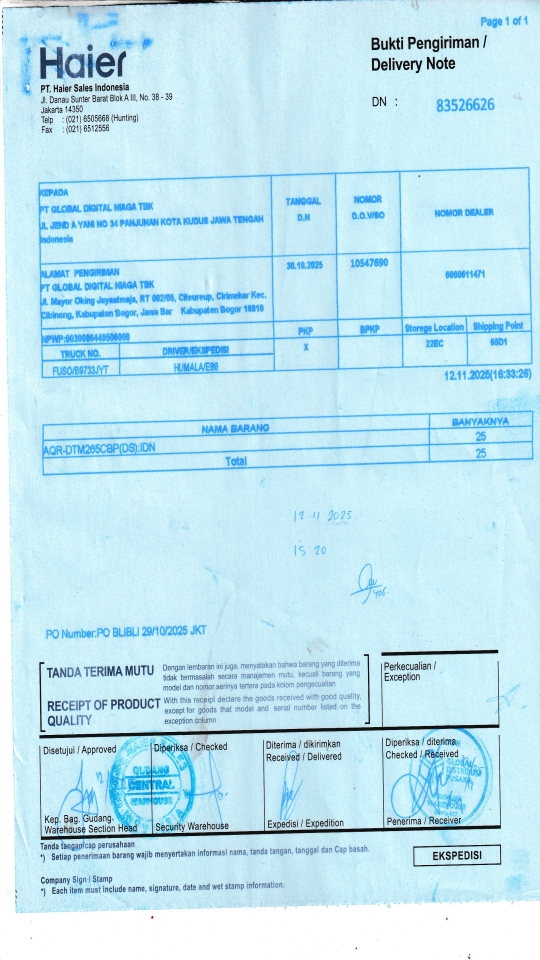 Page 1 of 1
Haier
Bukti Pengiriman /
Delivery Note
PT. Haier Sales Indonesia
Jl. Danau Sunter Barat Blok A III, No. 38 - 39
Jakarta 14350
Telp : (021) 6505668 (Hunting)
Fax : (021) 6512556
DN : 83526626
KEPADA
PT GLOBAL DIGITAL NIAGA TBK
JL JEND A YANI NO 34 PANJUNAN KOTA KUDUS JAWA TENGAH
Indonesia
TANGGAL
D.N
NOMOR
D.O.V/SO
NOMOR DEALER
ALAMAT PENGIRIMAN
PT GLOBAL DIGITAL NIAGA TBK
Jl. Mayor Oking Jayaatmaja, RT 002/05, Citeureup, Cirimekar Kec.
Cibinong, Kabupaten Bogor, Jawa Bar Kabupaten Bogor 16810
30.10.2025
10547690
6000611471
PKP
BPKP
Storege Location
Shipping Point
X
22EC
65D1
TRUCK NO.
DRIVER/EKSPEDISI
FUSO/B9733JYT
HUMALA/E86
12.11.2025(16:33:26)
NAMA BARANG
BANYAKNYA
AQR-DTM265CBP(DS).IDN
25
Total
25
12 11 2025
15:20
PO Number:PO BLIBLI 29/10/2025 JKT
TANDA TERIMA MUTU
Dengan lembaran ini juga, menyatakan bahwa barang yang diterima
tidak bermasalah secara manajemen mutu, kecuali barang yang
model dan nomor serinya tertera pada kolom pengecualian
RECEIPT OF PRODUCT
QUALITY
With this receipt declare the goods received with good quality,
except for goods that model and serial number listed on the
exception column
Perkecualian /
Exception
Disetujui / Approved
Diperiksa / Checked
Diterima / dikirimkan
Received / Delivered
Diperiksa / diterima
Checked / Received
GUDANG
CENTRAL
WAREHOUSE
GLOBAL
DISTRIBUSI
PUSAT
Kep. Bag. Gudang.
Warehouse Section Head
Security Warehouse
Expedisi / Expedition
Penerima / Receiver
Tanda tangan/cap perusahaan
*) Setiap penerimaan barang wajib menyertakan informasi nama, tanda tangan, tanggal dan Cap basah.
EKSPEDISI
Company Sign / Stamp
*) Each item must include name, signature, date and wet stamp information.